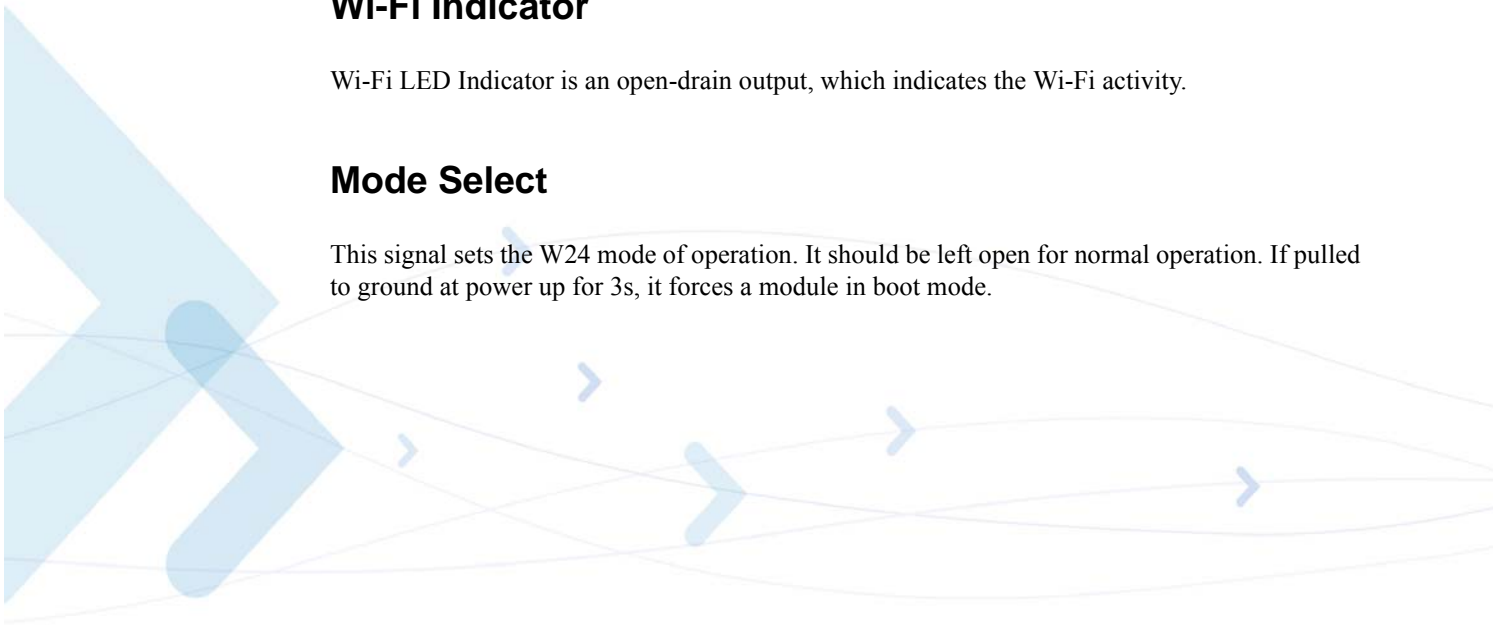 Wi-Fi Indicator
Wi-Fi LED Indicator is an open-drain output, which indicates the Wi-Fi activity.
Mode Select
This signal sets the W24 mode of operation. It should be left open for normal operation. If pulled
to ground at power up for 3s, it forces a module in boot mode.